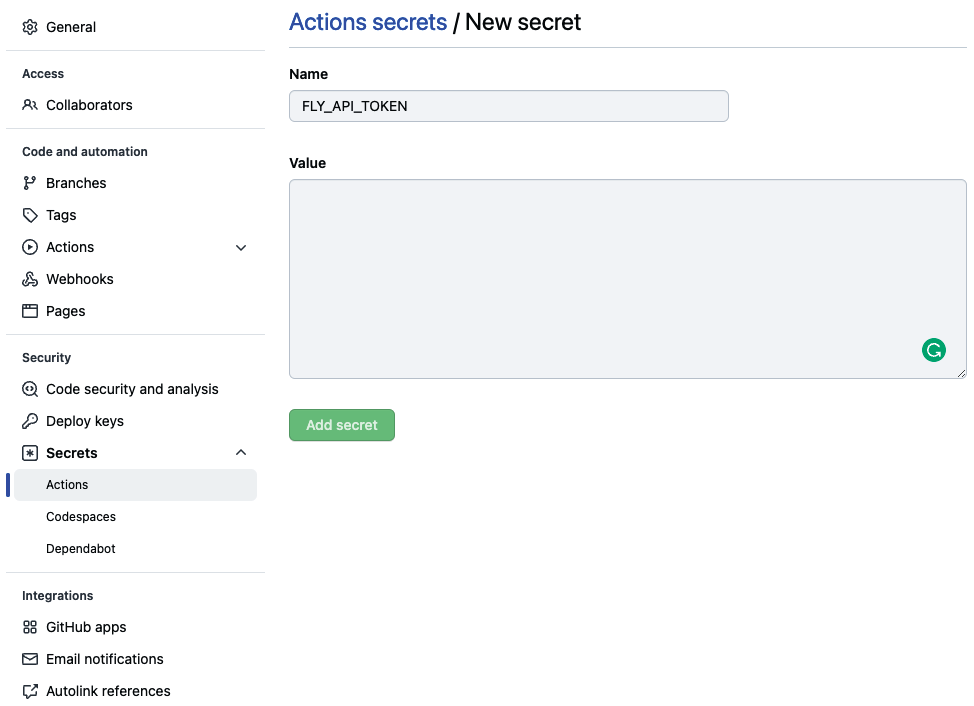 General
Access
Collaborators
Code and automation
Branches
Tags
Actions
Webhooks
Pages
Security
Code security and analysis
Deploy keys
Secrets
Actions
Codespaces
Dependabot
Integrations
GitHub apps
Email notifications
Autolink references
Actions secrets / New secret
Name
FLY_API_TOKEN
Value
Add secret